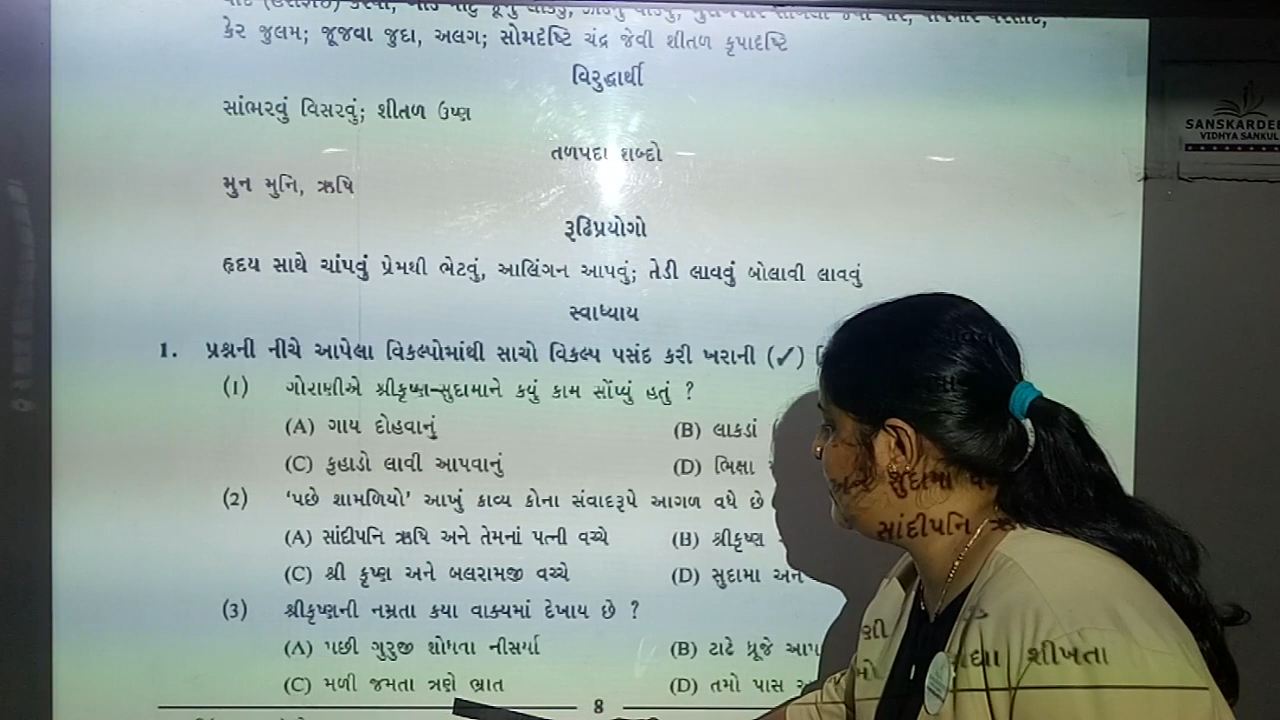 કેર જુલમ; જૂજવા જુદા, અલગ; સોમદૃષ્ટિ ચંદ્ર જેવી શીતળ કૃપાદૃષ્ટિ
વિરુદ્ધાર્થી
SANSKARDEE
VIDHYA SANKUL
સાંભરવું વિસરવું; શીતળ ઉષ્ણ
તળપદા શબ્દો
મુન મુનિ, ઋષિ
રૂઢિપ્રયોગો
હૃદય સાથે ચાંપવું પ્રેમથી ભેટવું, આલિંગન આપવું; તેડી લાવવું બોલાવી લાવવું
સ્વાધ્યાય
1. પ્રશ્નની નીચે આપેલા વિકલ્પોમાંથી સાચો વિકલ્પ પસંદ કરી ખરાની (✓)
(1) ગોરાણીએ શ્રીકૃષ્ણ-સુદામાને કયું કામ સોંપ્યું હતું ?
(A) ગાય દોહવાનું (B) લાકડાં
(C) કુહાડો લાવી આપવાનું (D) ભિક્ષા
(2) ‘પછે શામળિયો’ આખું કાવ્ય કોના સંવાદરૂપે આગળ વધે છે
સુદામા
(A) સાંદીપનિ ઋષિ અને તેમનાં પત્ની વચ્ચે (B) શ્રીકૃષ્ણ
સાંદીપનિ
(C) શ્રી કૃષ્ણ અને બલરામજી વચ્ચે (D) સુદામા અને
(3) શ્રીકૃષ્ણની નમ્રતા કયા વાક્યમાં દેખાય છે ?
(A) પછી ગુરુજી શોધવા નીસર્યા (B) ટાઢે ધ્રૂજે
શીખતા
(C) મળી જમતા ત્રણે ભ્રાત (D) તમો પાસ
8